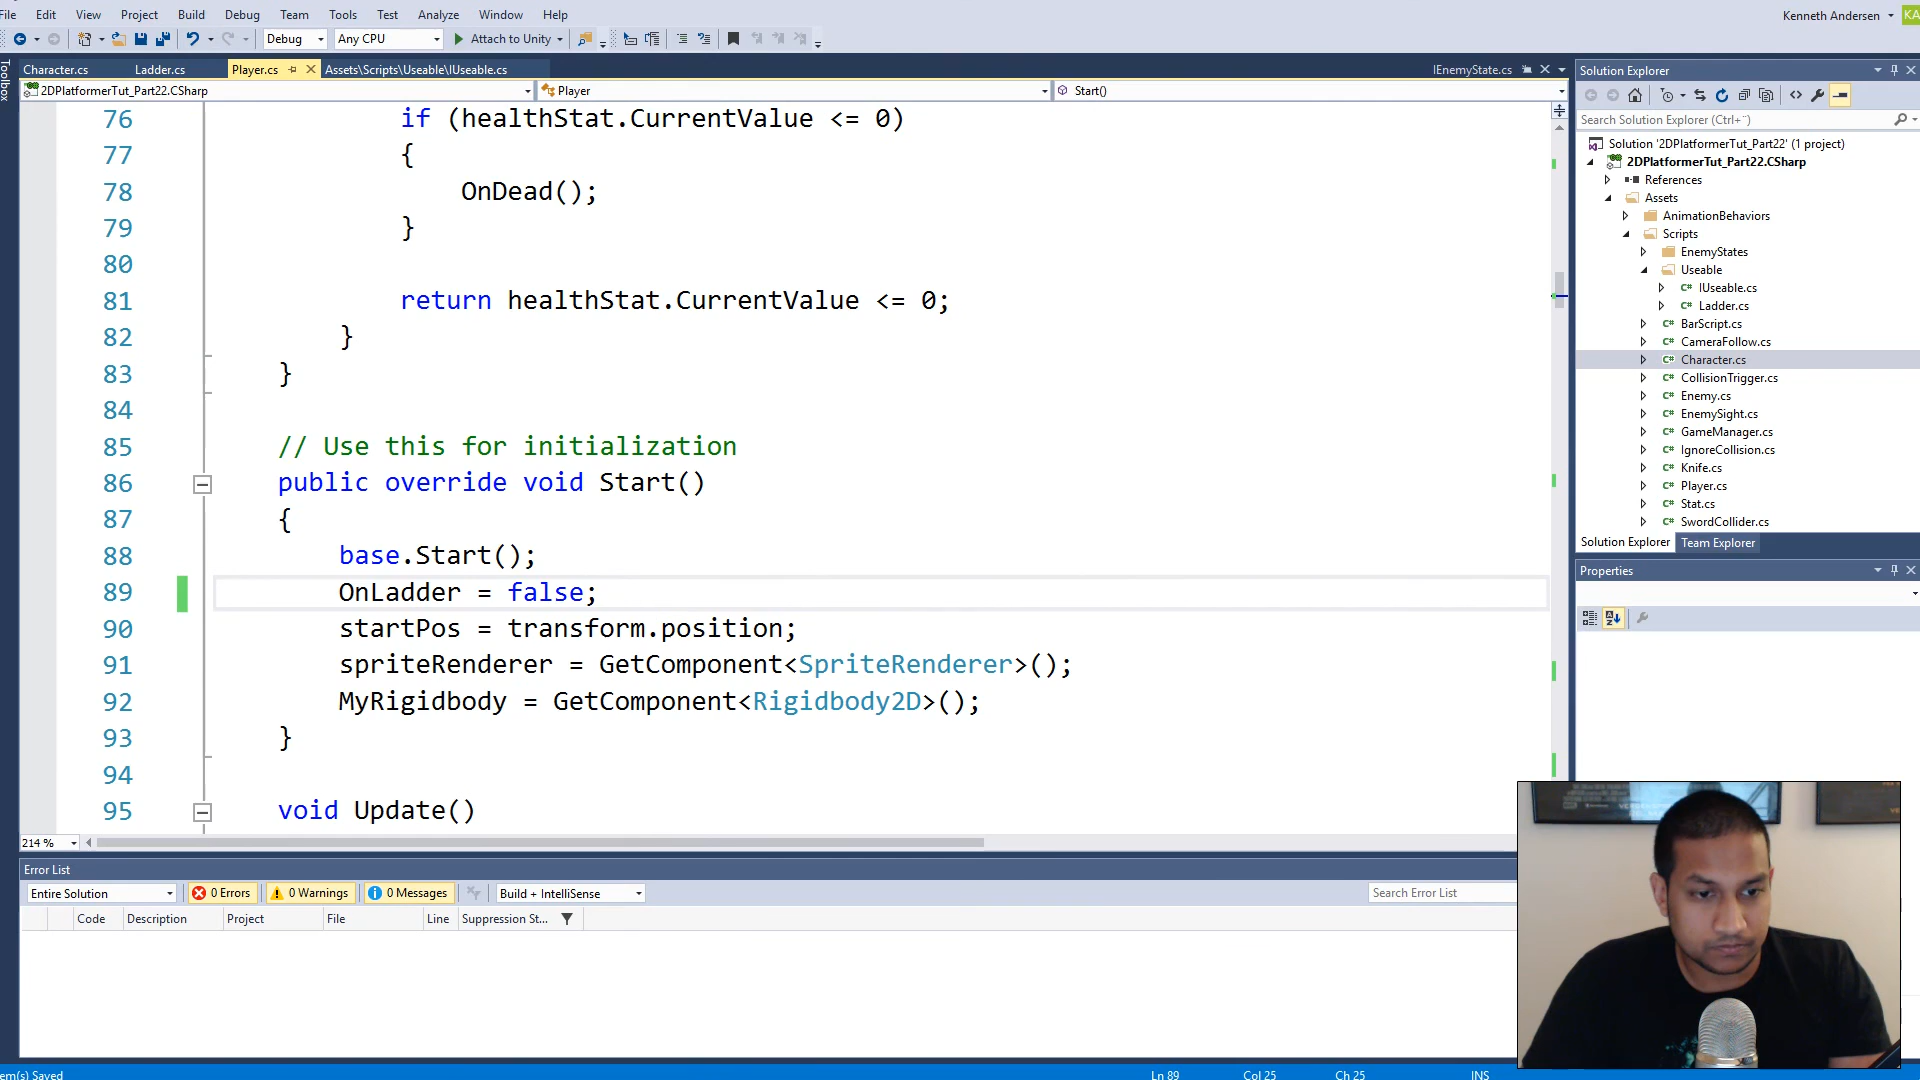 File Edit View Project Build Debug Team Tools Test Analyze Window Help
Kenneth Andersen KA
Debug Any CPU Attach to Unity
Toolbox
Character.cs Ladder.cs Player.cs Assets\Scripts\Useable\IUseable.cs IEnemyState.cs
2DPlatformerTut_Part22.CSharp Player Start()
76 if (healthStat.CurrentValue <= 0)
77 {
78 OnDead();
79 }
80
81 return healthStat.CurrentValue <= 0;
82 }
83 }
84
85 // Use this for initialization
86 public override void Start()
87 {
88 base.Start();
89 OnLadder = false;
90 startPos = transform.position;
91 spriteRenderer = GetComponent<SpriteRenderer>();
92 MyRigidbody = GetComponent<Rigidbody2D>();
93 }
94
95 void Update()
214 %
Solution Explorer
Search Solution Explorer (Ctrl+¨)
Solution '2DPlatformerTut_Part22' (1 project)
2DPlatformerTut_Part22.CSharp
References
Assets
AnimationBehaviors
Scripts
EnemyStates
Useable
C# IUseable.cs
C# Ladder.cs
C# BarScript.cs
C# CameraFollow.cs
C# Character.cs
C# CollisionTrigger.cs
C# Enemy.cs
C# EnemySight.cs
C# GameManager.cs
C# IgnoreCollision.cs
C# Knife.cs
C# Player.cs
C# Stat.cs
C# SwordCollider.cs
Solution Explorer Team Explorer
Properties
Error List
Entire Solution 0 Errors 0 Warnings 0 Messages Build + IntelliSense Search Error List
Code Description Project File Line Suppression St...
em(s) Saved Ln 89 Col 25 Ch 25 INS